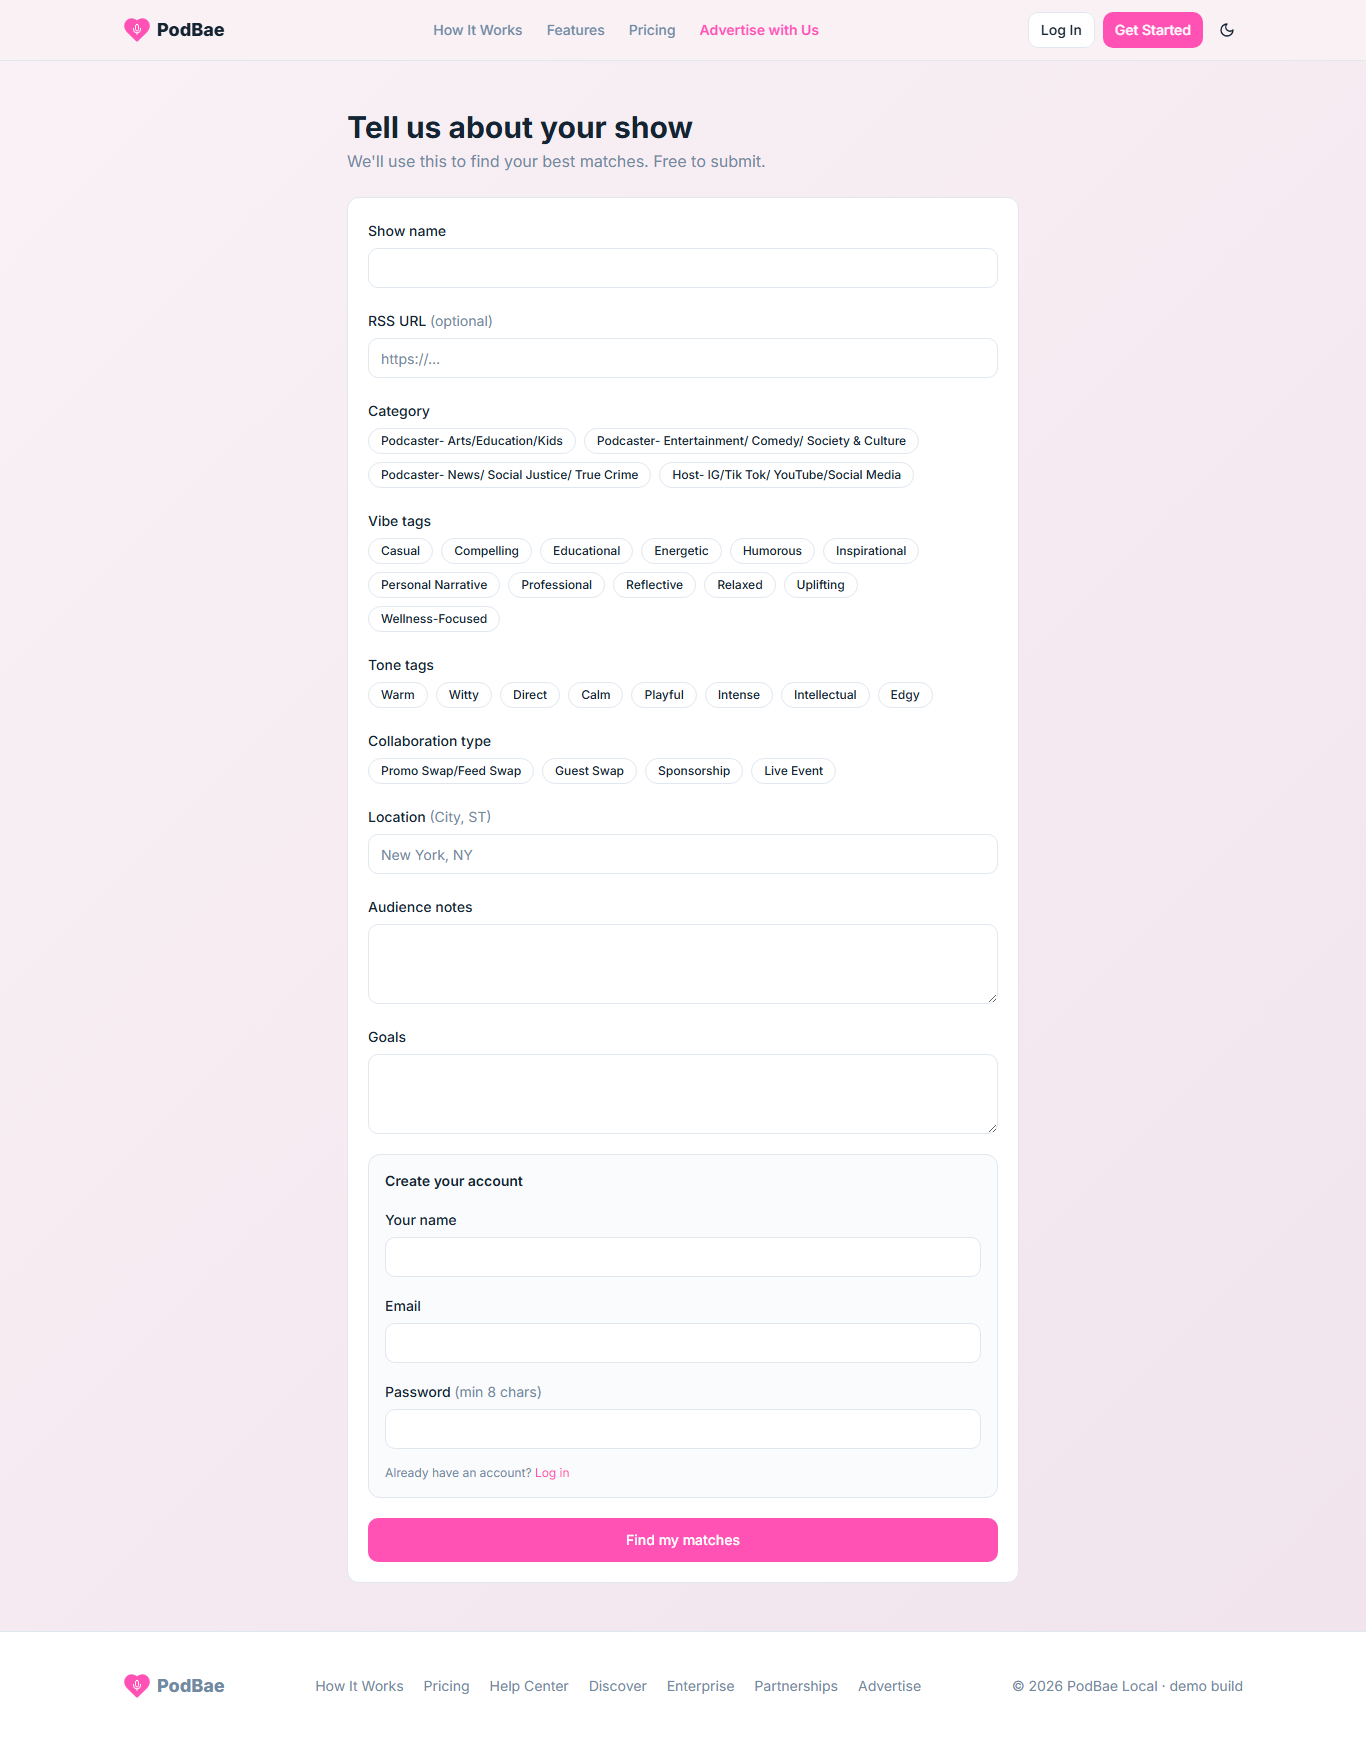 PodBae
How It Works Features Pricing Advertise with Us
Log In Get Started
Tell us about your show
We'll use this to find your best matches. Free to submit.
Show name
RSS URL (optional)
https://...
Category
Podcaster- Arts/Education/Kids Podcaster- Entertainment/ Comedy/ Society & Culture
Podcaster- News/ Social Justice/ True Crime Host- IG/Tik Tok/ YouTube/Social Media
Vibe tags
Casual Compelling Educational Energetic Humorous Inspirational
Personal Narrative Professional Reflective Relaxed Uplifting
Wellness-Focused
Tone tags
Warm Witty Direct Calm Playful Intense Intellectual Edgy
Collaboration type
Promo Swap/Feed Swap Guest Swap Sponsorship Live Event
Location (City, ST)
New York, NY
Audience notes
Goals
Create your account
Your name
Email
Password (min 8 chars)
Already have an account? Log in
Find my matches
PodBae
How It Works Pricing Help Center Discover Enterprise Partnerships Advertise
© 2026 PodBae Local · demo build